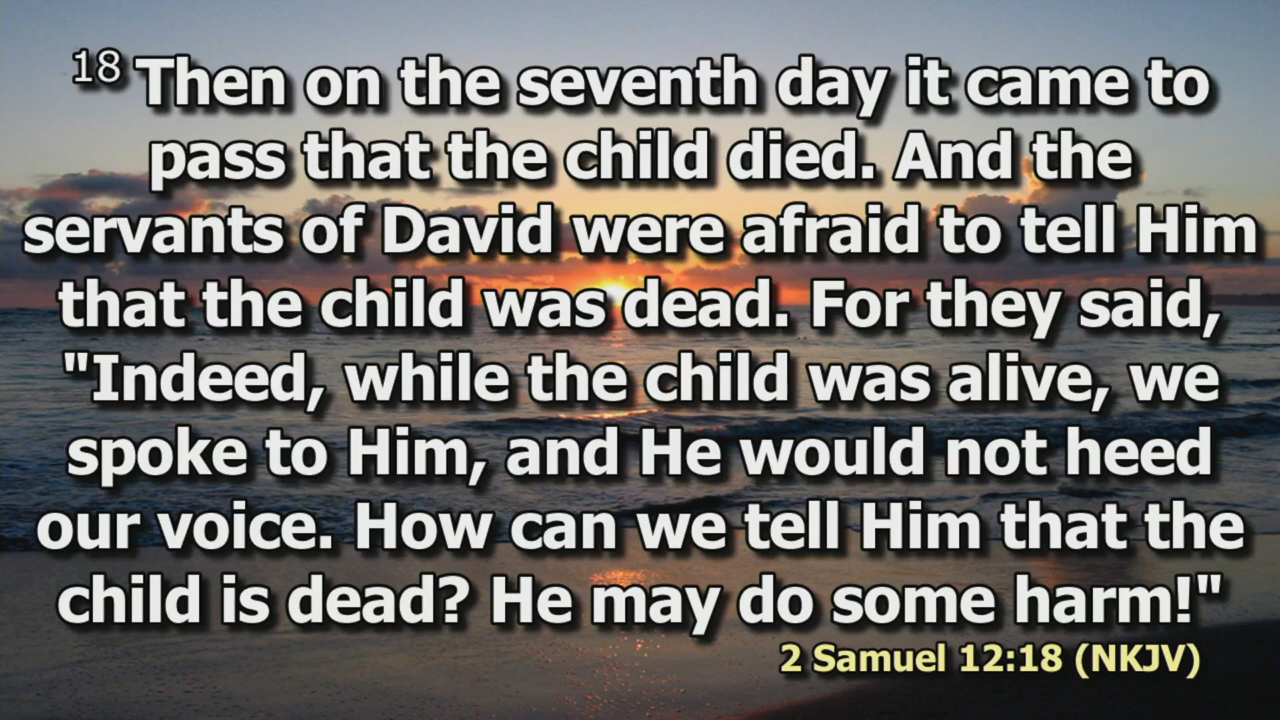 18 Then on the seventh day it came to
pass that the child died. And the
servants of David were afraid to tell Him
that the child was dead. For they said,
"Indeed, while the child was alive, we
spoke to Him, and He would not heed
our voice. How can we tell Him that the
child is dead? He may do some harm!"
2 Samuel 12:18 (NKJV)